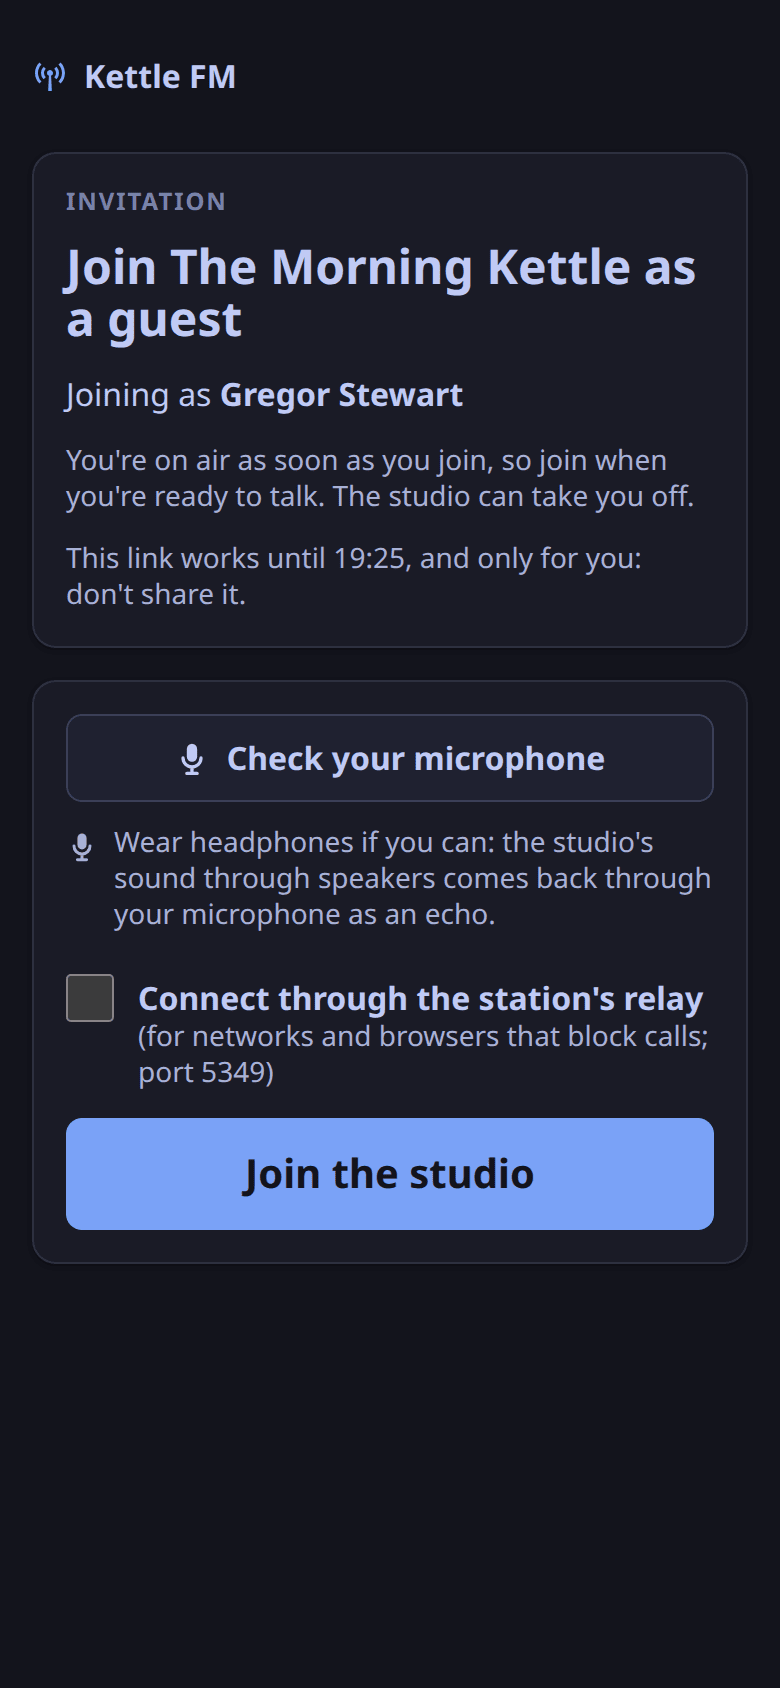 Kettle FM
INVITATION
Join The Morning Kettle as
a guest
Joining as Gregor Stewart
You're on air as soon as you join, so join when
you're ready to talk. The studio can take you off.
This link works until 19:25, and only for you:
don't share it.
Check your microphone
Wear headphones if you can: the studio's
sound through speakers comes back through
your microphone as an echo.
Connect through the station's relay
(for networks and browsers that block calls;
port 5349)
Join the studio